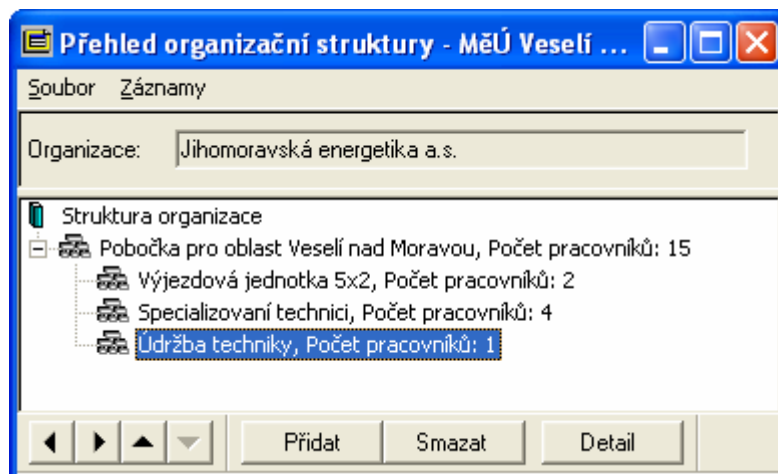 Přehled organizační struktury - MěÚ Veselí ...
Soubor Záznamy
Organizace: Jihomoravská energetika a.s.
Struktura organizace
Pobočka pro oblast Veselí nad Moravou, Počet pracovníků: 15
Výjezdová jednotka 5x2, Počet pracovníků: 2
Specializovaní technici, Počet pracovníků: 4
Údržba techniky, Počet pracovníků: 1
Přidat Smazat Detail